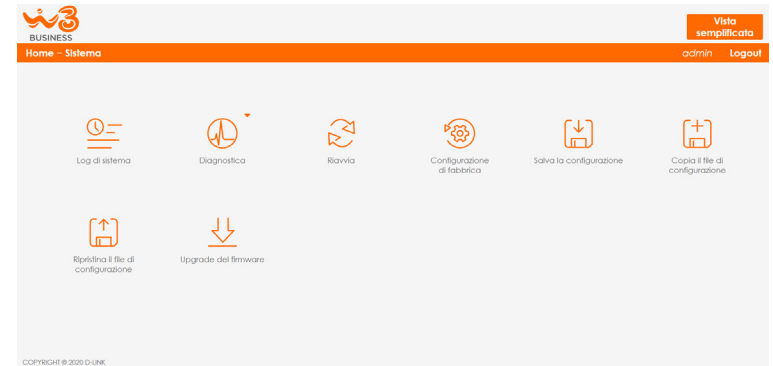 W3
BUSINESS
Vista
semplificata
Home – Sistema
admin Logout
Log di sistema
Diagnostica
Riavvia
Configurazione
di fabbrica
Salva la configurazione
Copia il file di
configurazione
Ripristina il file di
configurazione
Upgrade del firmware
COPYRIGHT © 2020 D-LINK